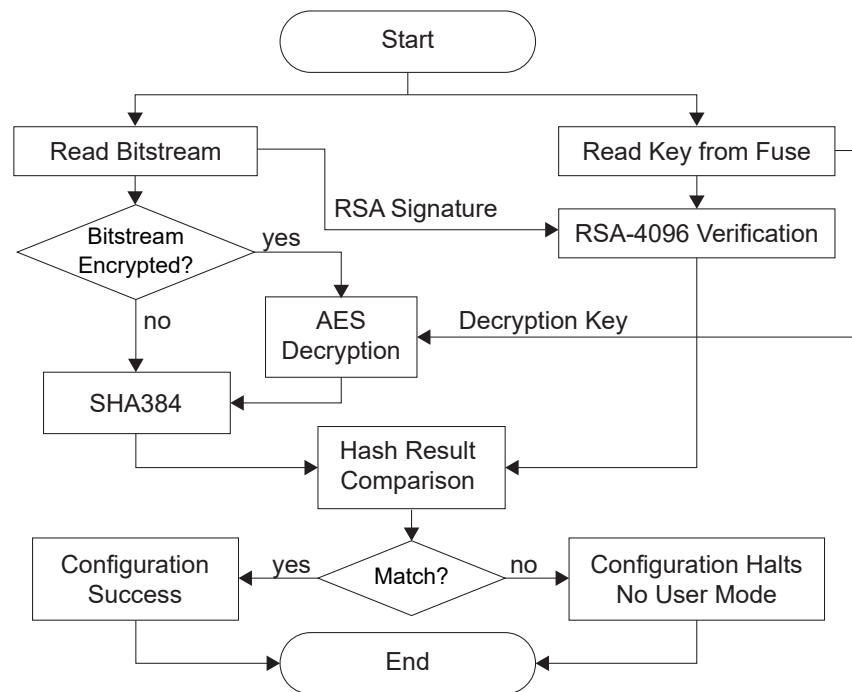 Start
Read Bitstream
Read Key from Fuse
RSA Signature
RSA-4096 Verification
Bitstream
Encrypted?
yes
no
AES
Decryption
Decryption Key
SHA384
Hash Result
Comparison
Configuration
Success
yes
Match?
no
Configuration Halts
No User Mode
End